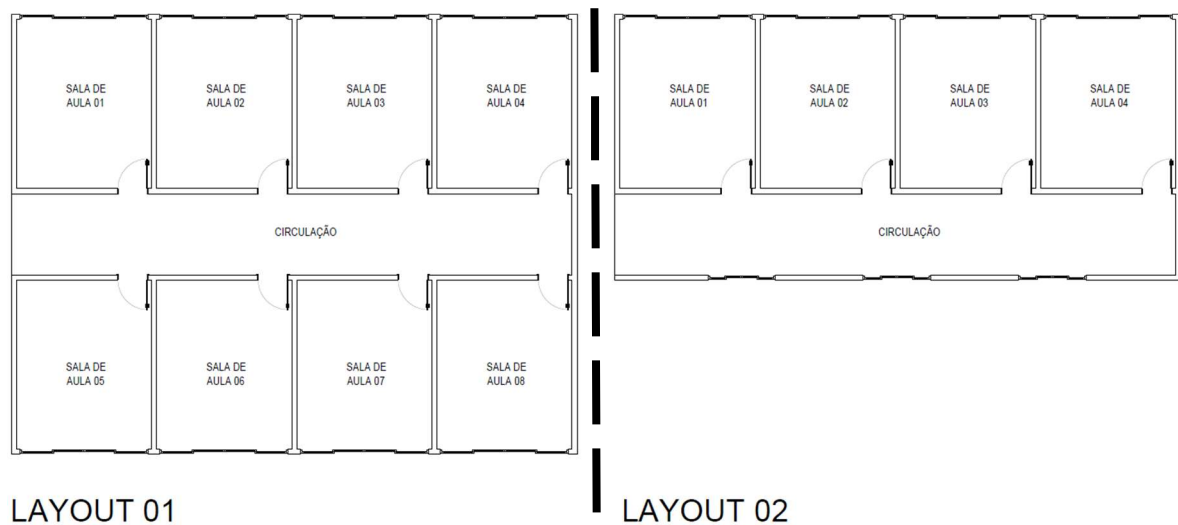 SALA DE
AULA 01
SALA DE
AULA 02
SALA DE
AULA 03
SALA DE
AULA 04
CIRCULAÇÃO
SALA DE
AULA 05
SALA DE
AULA 06
SALA DE
AULA 07
SALA DE
AULA 08
LAYOUT 01
SALA DE
AULA 01
SALA DE
AULA 02
SALA DE
AULA 03
SALA DE
AULA 04
CIRCULAÇÃO
LAYOUT 02